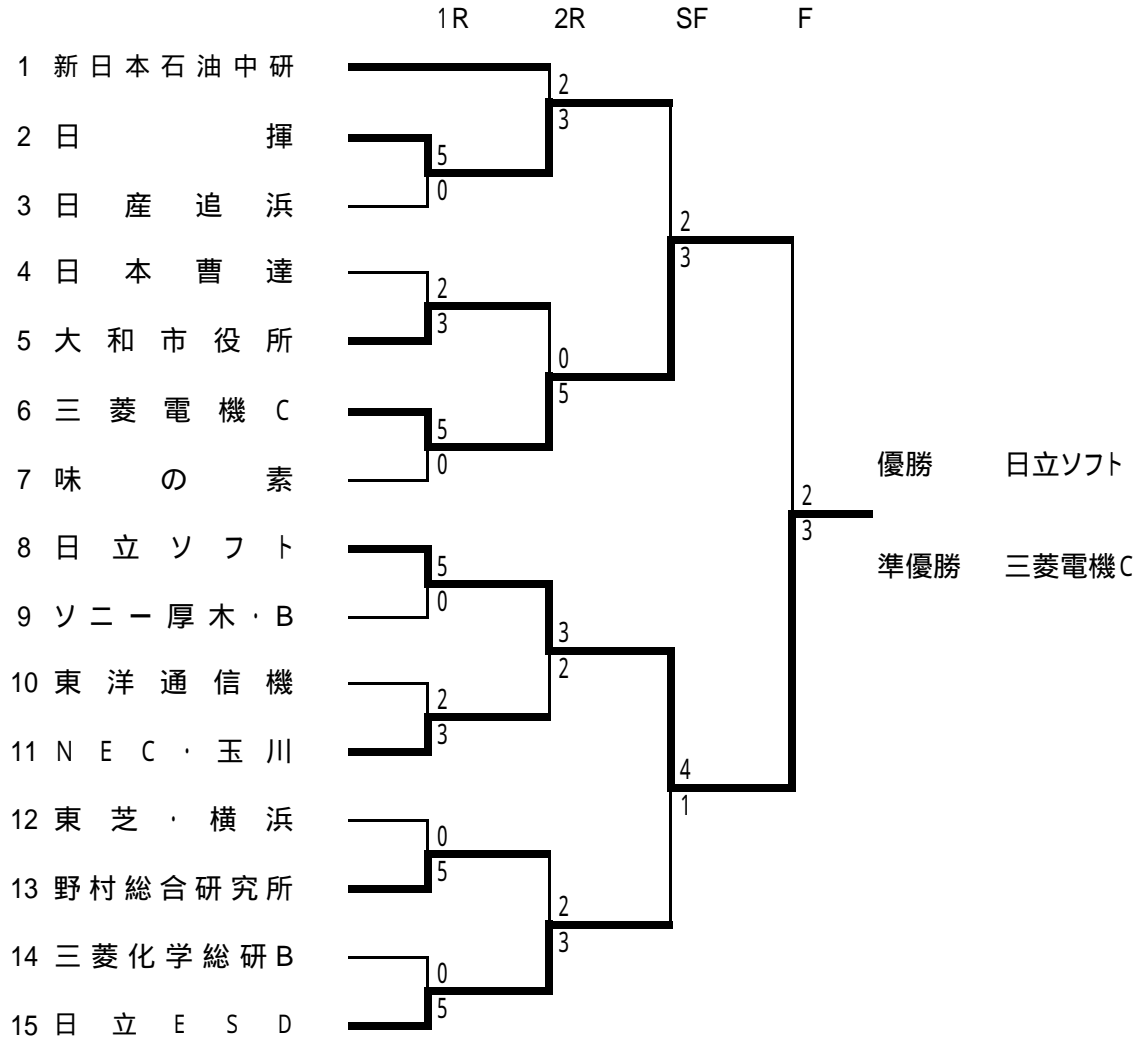 1R 2R SF F
1 新日本石油中研
2
2 日揮
3
5
0
3 日産追浜
2
4 日本曹達
3
2
3
5 大和市役所
0
6 三菱電機C
5
5
0
優勝 日立ソフト
7 味の素
2
8 日立ソフト
3
準優勝 三菱電機C
5
0
9 ソニー厚木・B
3
2
10 東洋通信機
2
3
11 NEC・玉川
4
1
12 東芝・横浜
0
5
13 野村総合研究所
2
3
14 三菱化学総研B
0
5
15 日立ESD